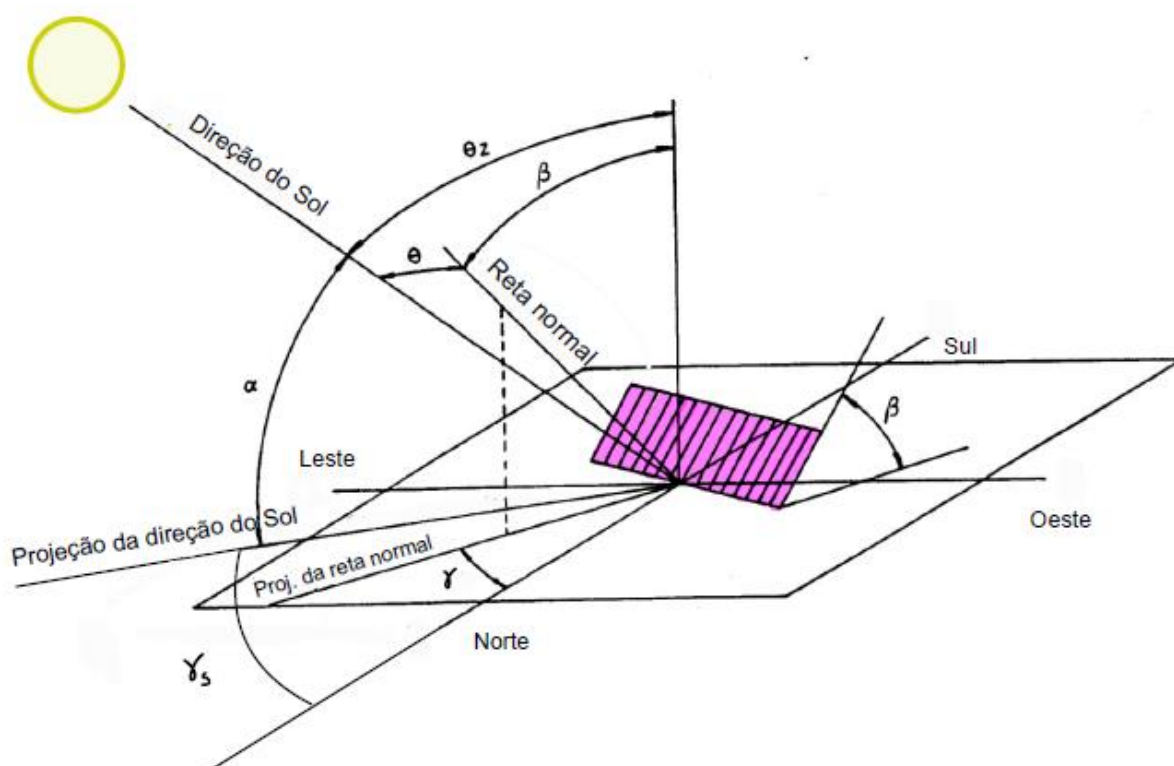 θz
Direção do Sol
β
θ
Reta normal
Sul
α
β
Leste
Oeste
Projeção da direção do Sol
Proj. da reta normal
γ
Norte
γs